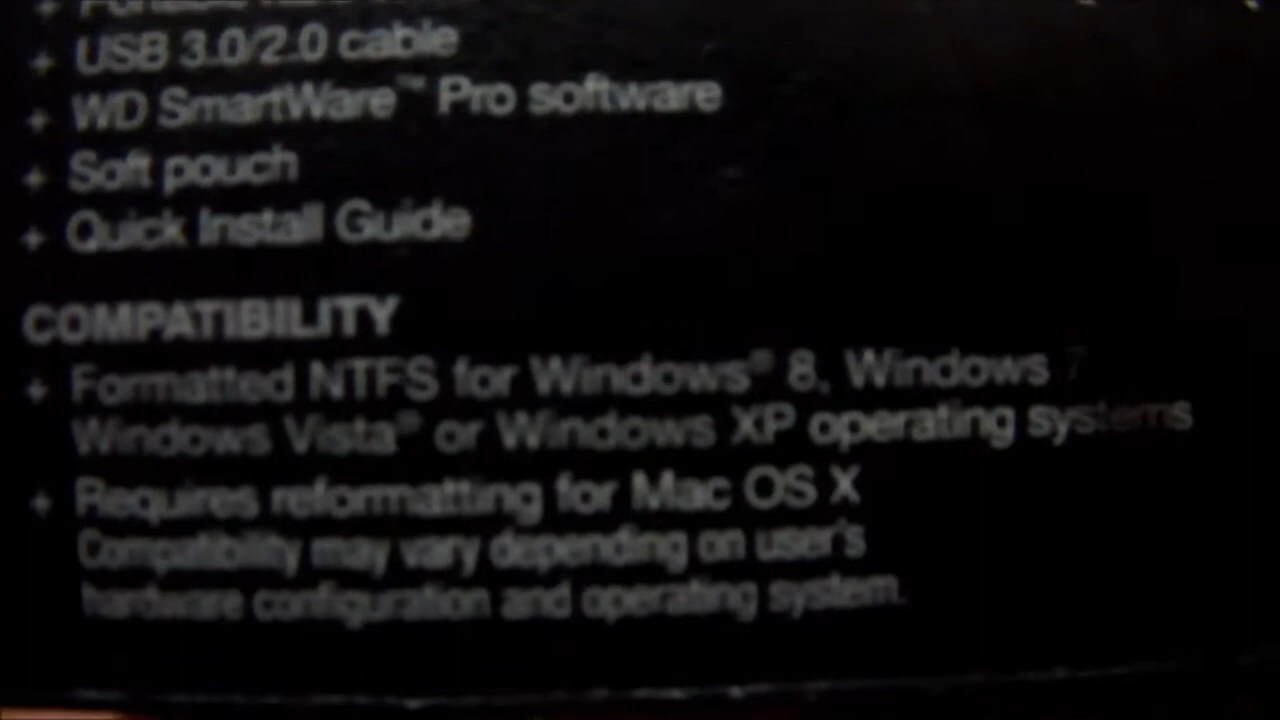 + Portable
+ USB 3.0/2.0 cable
+ WD SmartWare™ Pro software
+ Soft pouch
+ Quick Install Guide
COMPATIBILITY
+ Formatted NTFS for Windows® 8, Windows 7
Windows Vista® or Windows XP operating systems
+ Requires reformatting for Mac OS X
Compatibility may vary depending on user's
hardware configuration and operating system.